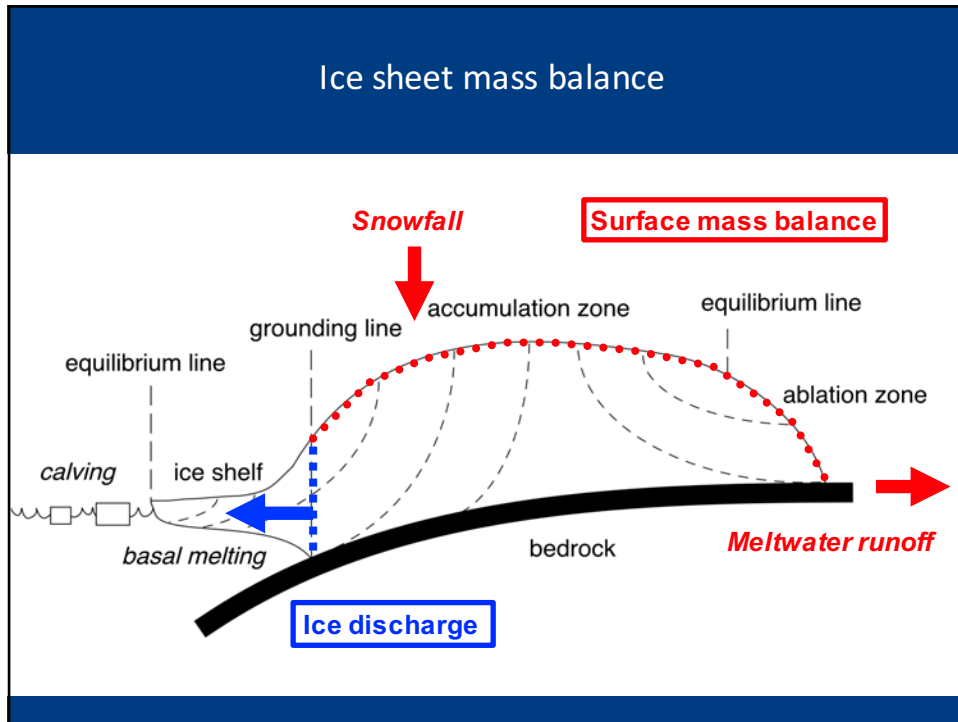 Ice sheet mass balance
Snowfall
Surface mass balance
accumulation zone
equilibrium line
grounding line
equilibrium line
ablation zone
calving
ice shelf
basal melting
bedrock
Meltwater runoff
Ice discharge